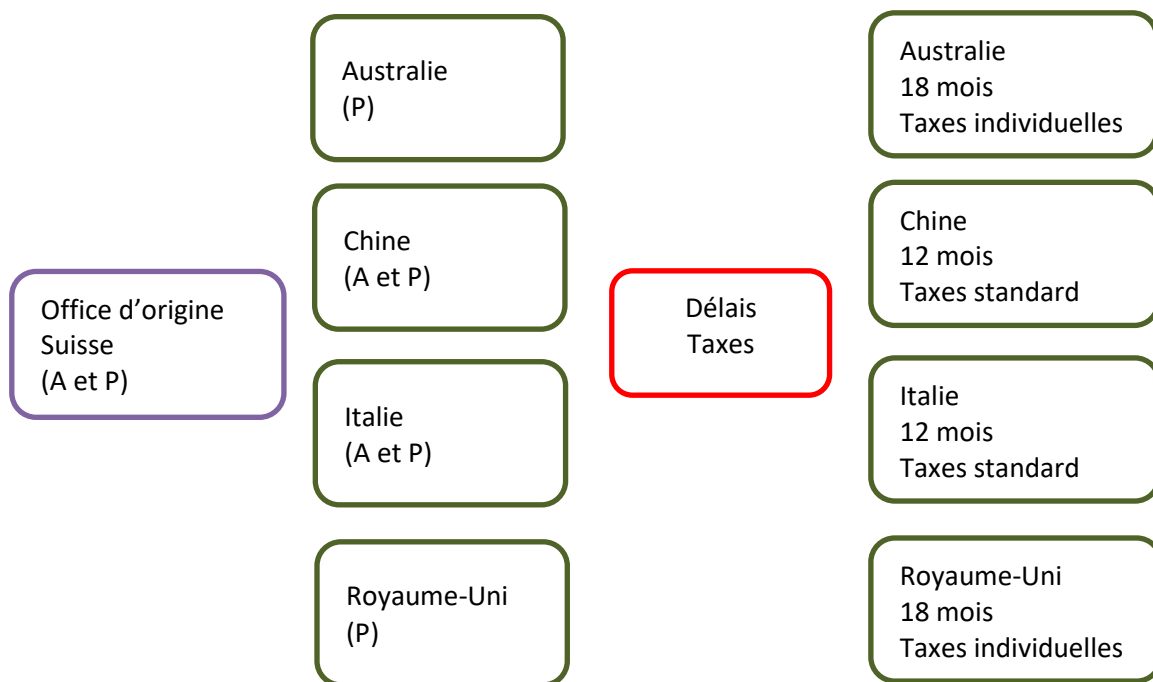 Office d’origine
Suisse
(A et P)
Australie
(P)
Chine
(A et P)
Italie
(A et P)
Royaume-Uni
(P)
Délais
Taxes
Australie
18 mois
Taxes individuelles
Chine
12 mois
Taxes standard
Italie
12 mois
Taxes standard
Royaume-Uni
18 mois
Taxes individuelles